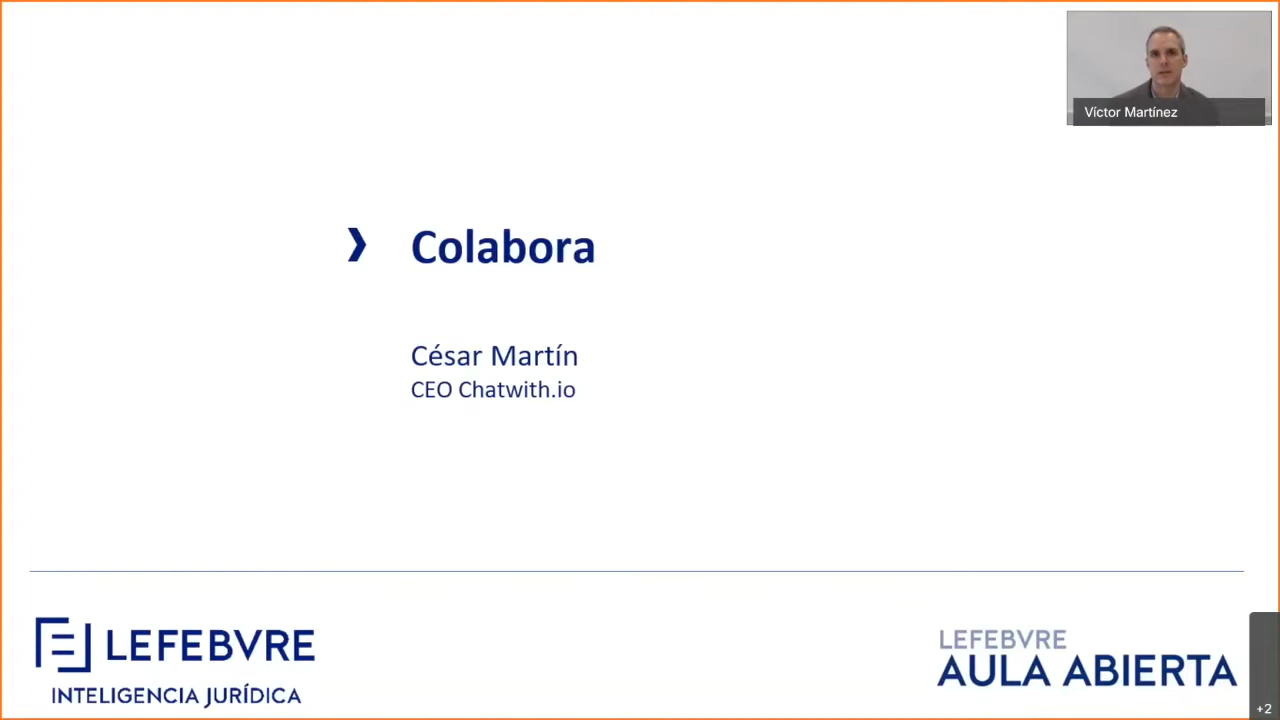 Víctor Martínez
Colabora
César Martín
CEO Chatwith.io
LEFEBVRE
INTELIGENCIA JURÍDICA
LEFEBVRE
AULA ABIERTA
+2